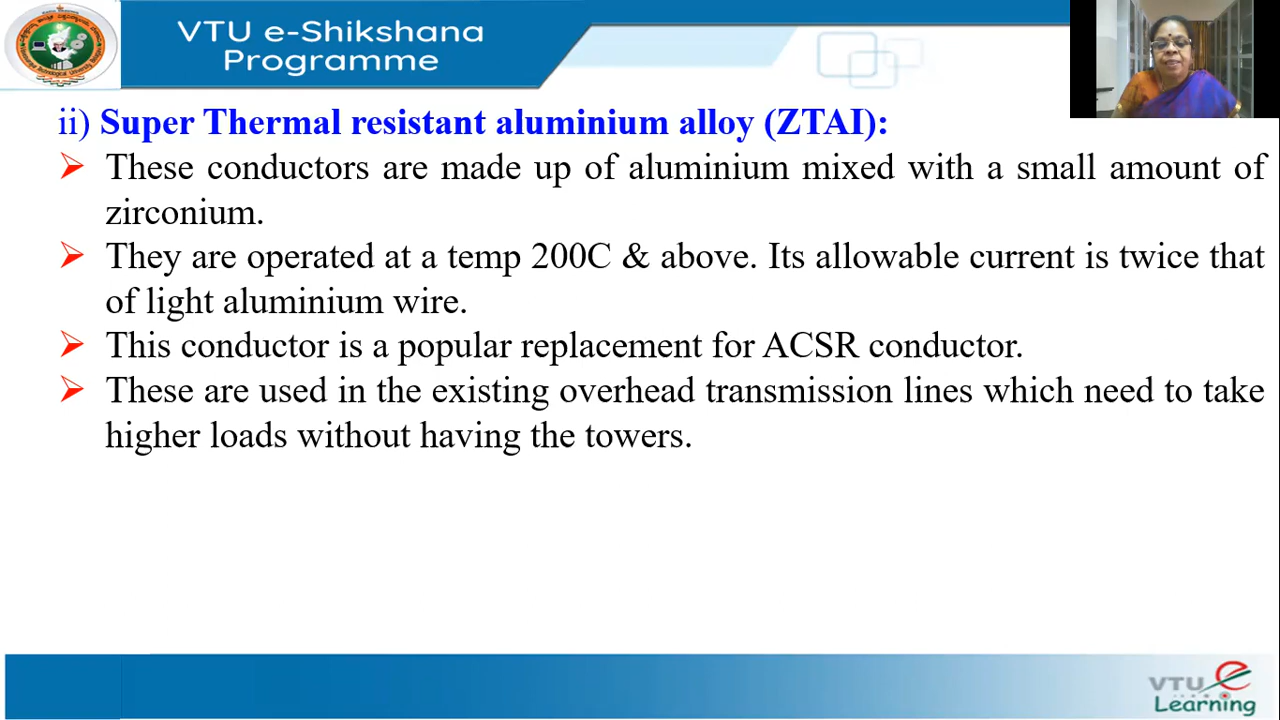 VTU e-Shikshana
Programme
ii) Super Thermal resistant aluminium alloy (ZTAI):
These conductors are made up of aluminium mixed with a small amount of
zirconium.
They are operated at a temp 200C & above. Its allowable current is twice that
of light aluminium wire.
This conductor is a popular replacement for ACSR conductor.
These are used in the existing overhead transmission lines which need to take
higher loads without having the towers.
VTU e
Learning